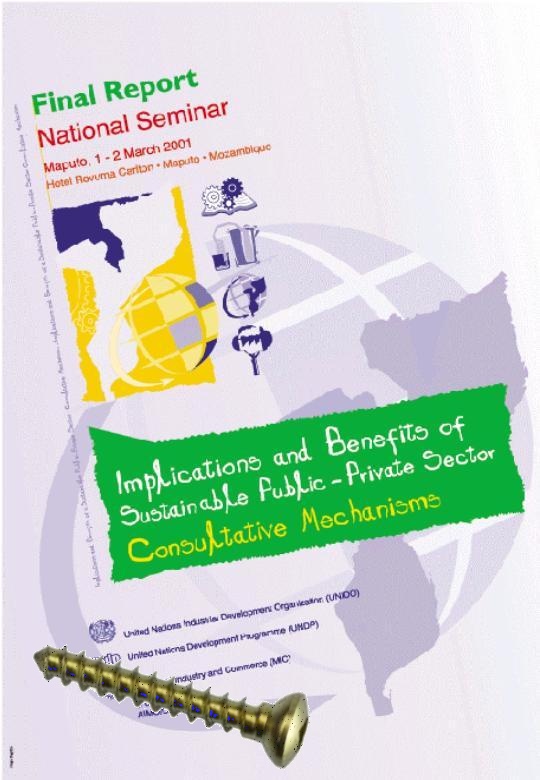 Final Report
National Seminar
Maputo, 1 - 2 March 2001
Hotel Rovuma Carlton • Maputo • Mozambique
Implications and Benefits of
Sustainable Public - Private Sector
Consultative Mechanisms
United Nations Industrial Development Organization (UNIDO)
United Nations Development Programme (UNDP)
Industry and Commerce (MIC)